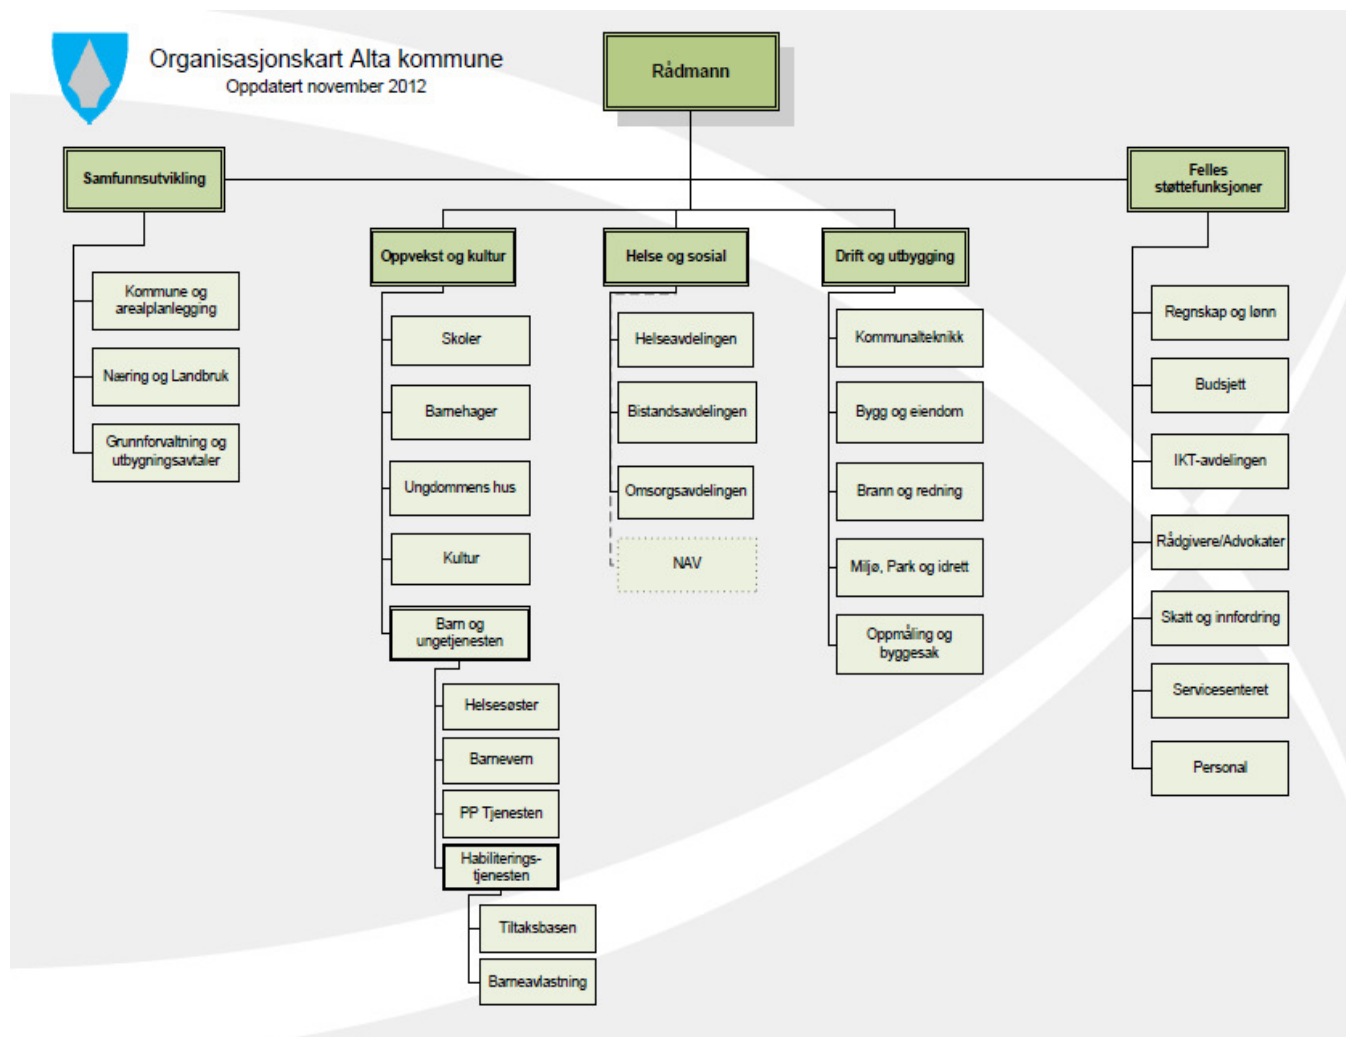 Organisasjonskart Alta kommune
Oppdatert november 2012
Rådmann
Samfunnsutvikling
Felles
støttefunksjoner
Oppvekst og kultur
Helse og sosial
Drift og utbygging
Kommune og
arealplanlegging
Næring og Landbruk
Grunnforvaltning og
utbygningsavtaler
Skoler
Barnehager
Ungdommens hus
Kultur
Barn og
ungetjenesten
Helsesøster
Barnevern
PP Tjenesten
Habiliterings-
tjenesten
Tiltaksbasen
Barneavlastning
Helseavdelingen
Bistandsavdelingen
Omsorgsavdelingen
NAV
Kommunalteknikk
Bygg og eiendom
Brann og redning
Miljø, Park og idrett
Oppmåling og
byggesak
Regnskap og lønn
Budsjett
IKT-avdelingen
Rådgivere/Advokater
Skatt og innfordring
Servicesenteret
Personal